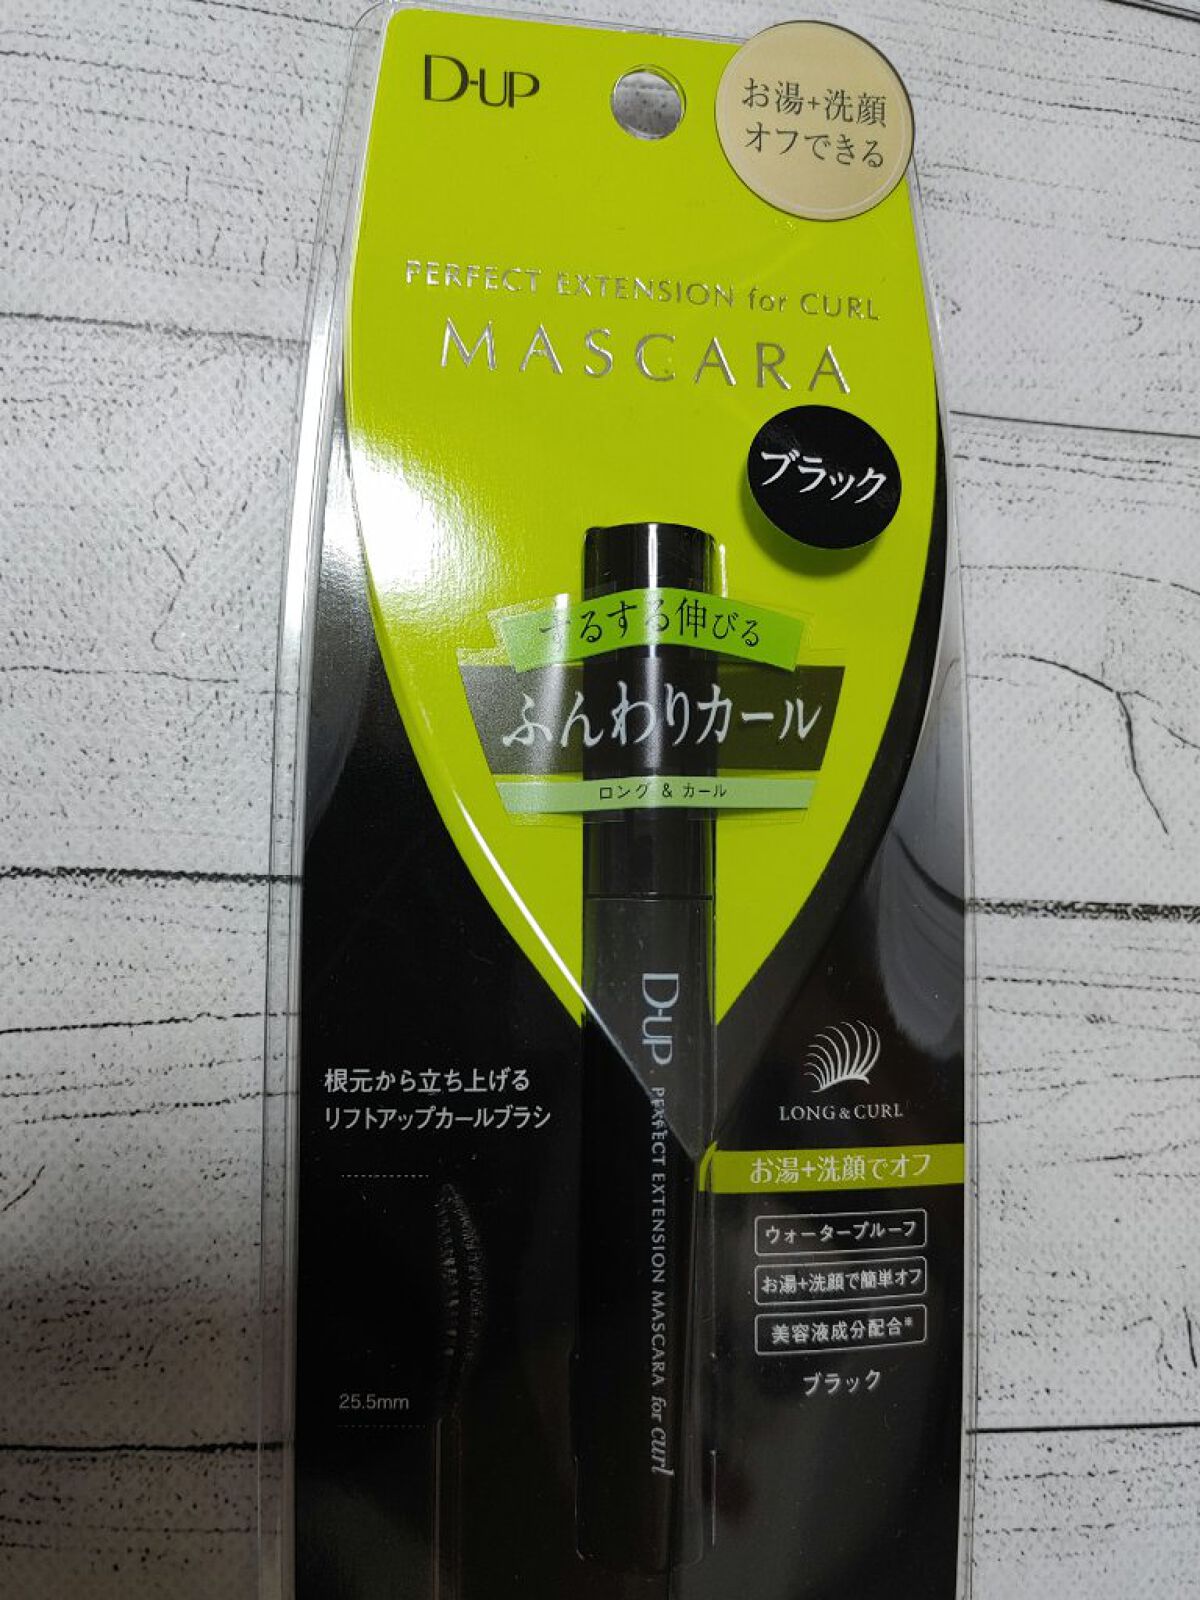 D-UP
お湯+洗顔
オフできる
PERFECT EXTENSION for CURL
MASCARA
ブラック
するする伸びる
ふんわりカール
ロング & カール
D-UP PERFECT EXTENSION MASCARA for curl
根元から立ち上げる
リフトアップカールブラシ
25.5mm
LONG & CURL
お湯+洗顔でオフ
ウォータープルーフ
お湯+洗顔で簡単オフ
美容液成分配合※
ブラック